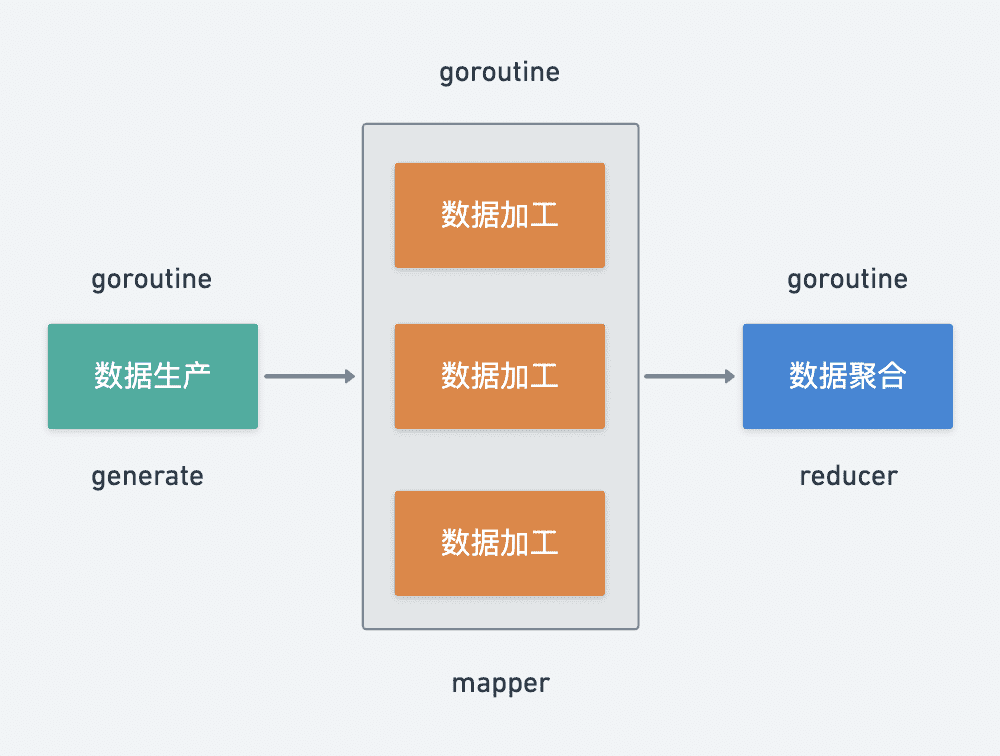 goroutine
数据加工
goroutine
goroutine
数据生产
数据加工
数据聚合
generate
reducer
数据加工
mapper